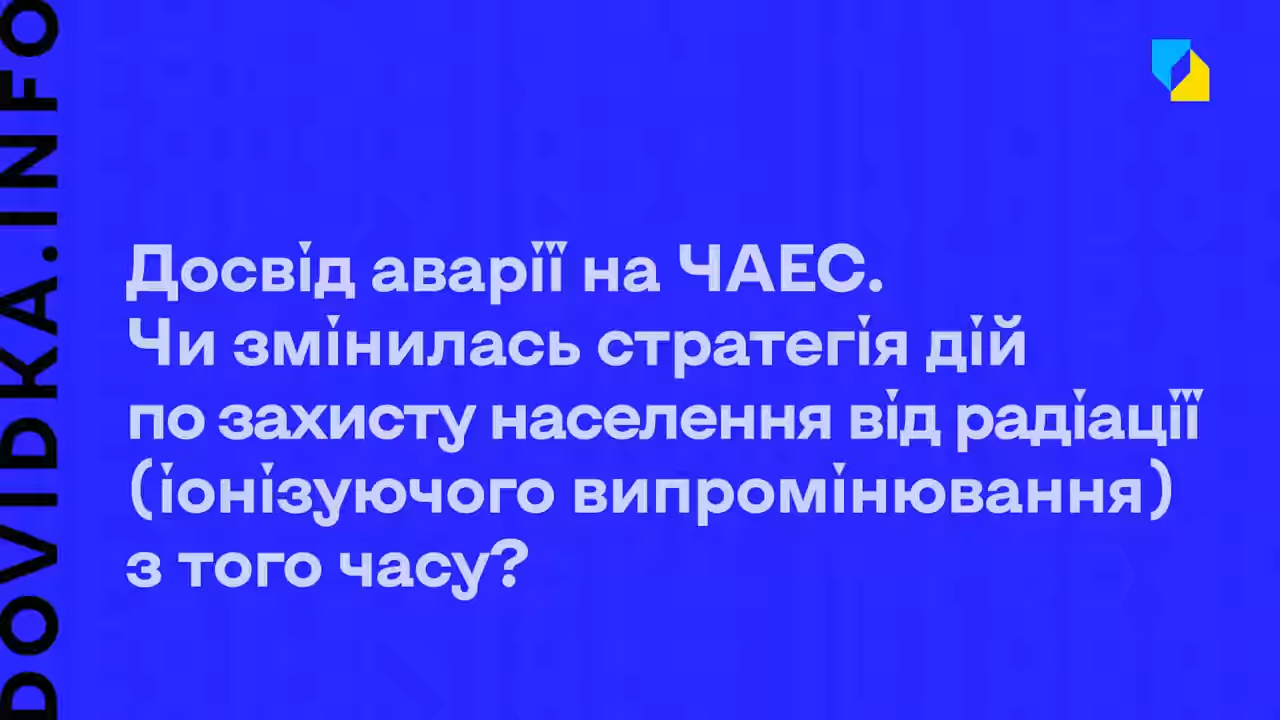 DOVIDKA.INFO
Досвід аварії на ЧАЕС.
Чи змінилась стратегія дій
по захисту населення від радіації
(іонізуючого випромінювання)
з того часу?